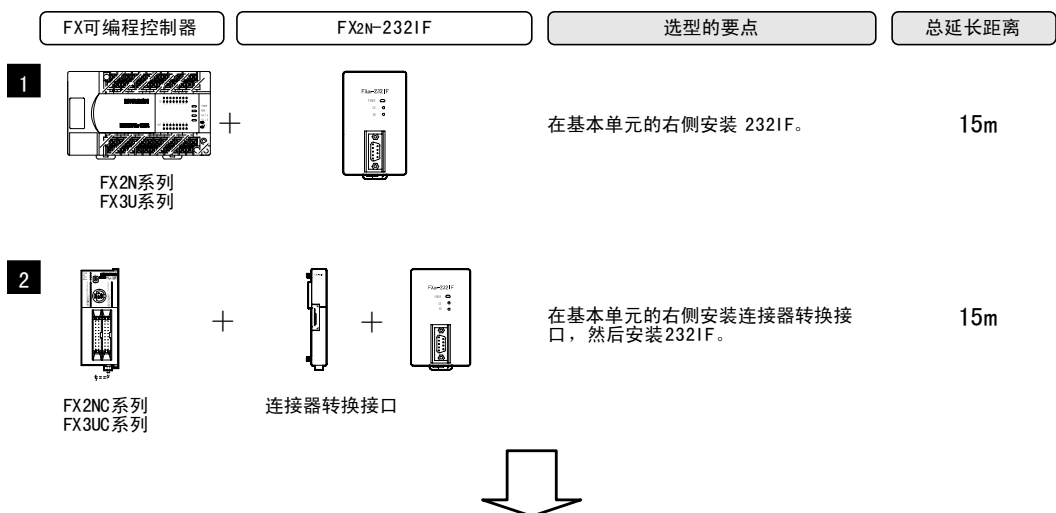 FX可编程控制器
FX2N-232IF
选型的要点
总延长距离
1
FX2N-232IF
+
在基本单元的右侧安装 232IF。
15m
FX2N系列
FX3U系列
2
FX2N-232IF
+
+
在基本单元的右侧安装连接器转换接
口，然后安装232IF。
15m
FX2NC系列
FX3UC系列
连接器转换接口